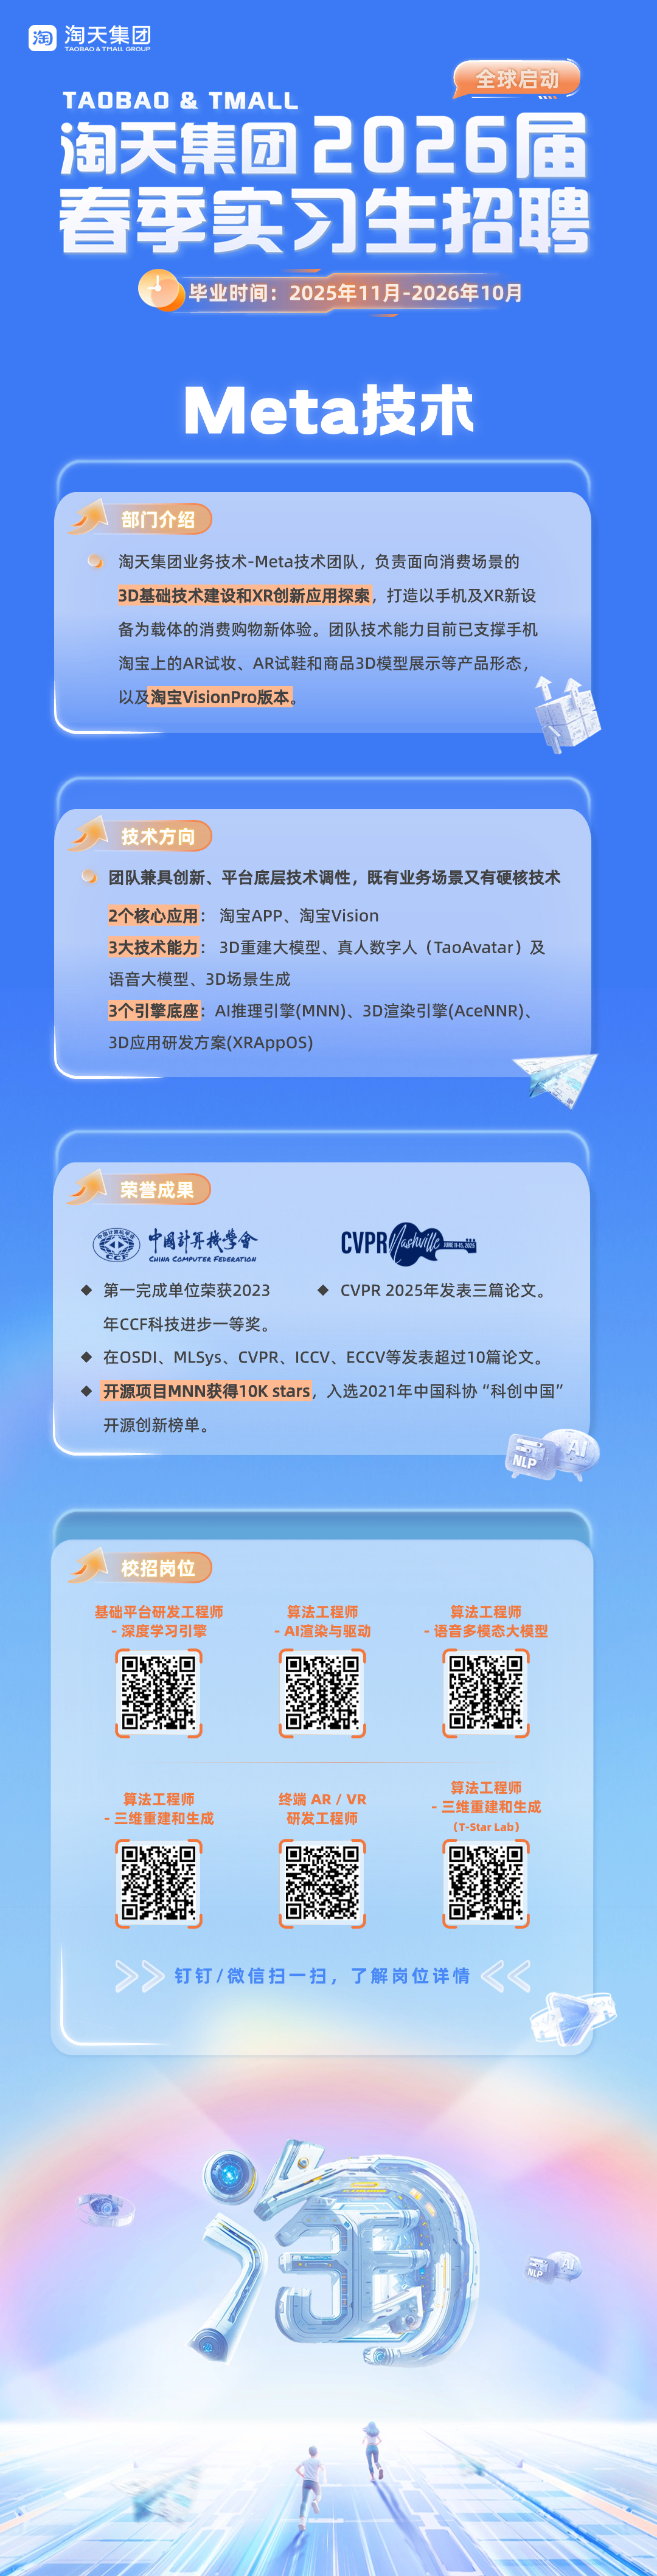 淘
淘天集团
TAOBAO & TMALL GROUP
全球启动
TAOBAO & TMALL
淘天集团 2026届
春季实习生招聘
毕业时间：2025年11月-2026年10月
Meta技术
部门介绍
淘天集团业务技术-Meta技术团队，负责面向消费场景的
3D基础技术建设和XR创新应用探索，打造以手机及XR新设
备为载体的消费购物新体验。团队技术能力目前已支撑手机
淘宝上的AR试妆、AR试鞋和商品3D模型展示等产品形态，
以及淘宝VisionPro版本。
技术方向
团队兼具创新、平台底层技术调性，既有业务场景又有硬核技术
2个核心应用： 淘宝APP、淘宝Vision
3大技术能力： 3D重建大模型、真人数字人（TaoAvatar）及
语音大模型、3D场景生成
3个引擎底座：AI推理引擎(MNN)、3D渲染引擎(AceNNR)、
3D应用研发方案(XRAppOS)
荣誉成果
中国计算机学会
CCF
中國計算機學會
CHINA COMPUTER FEDERATION
CVPR Nashville JUNE 11-15, 2025
◆ 第一完成单位荣获2023
年CCF科技进步一等奖。
◆ CVPR 2025年发表三篇论文。
◆ 在OSDI、MLSys、CVPR、ICCV、ECCV等发表超过10篇论文。
◆ 开源项目MNN获得10K stars，入选2021年中国科协“科创中国”
开源创新榜单。
NLP
AI
校招岗位
基础平台研发工程师
- 深度学习引擎
算法工程师
- AI渲染与驱动
算法工程师
- 语音多模态大模型
算法工程师
- 三维重建和生成
终端 AR / VR
研发工程师
算法工程师
- 三维重建和生成
（T-Star Lab）
钉钉/微信扫一扫，了解岗位详情
淘
NLP
AI